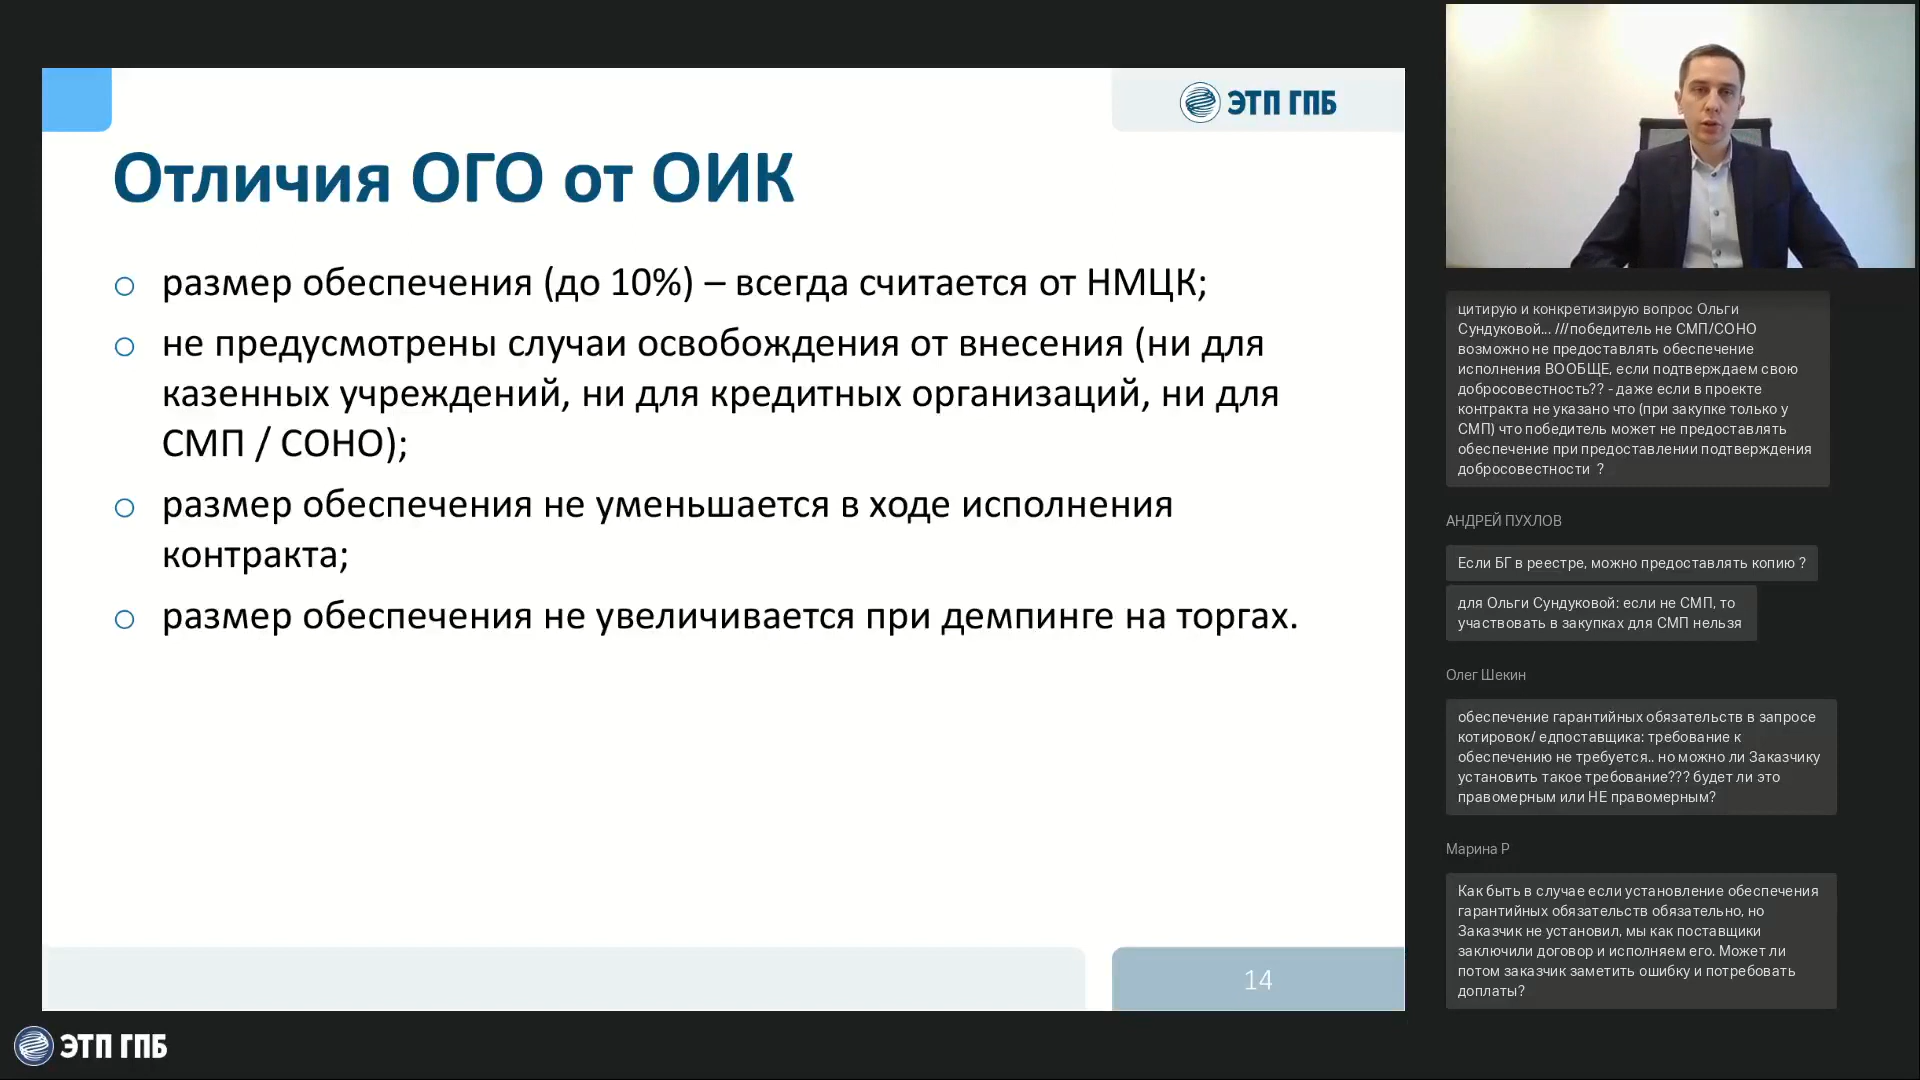 ЭТП ГПБ
Отличия ОГО от ОИК
размер обеспечения (до 10%) – всегда считается от НМЦК;
не предусмотрены случаи освобождения от внесения (ни для
казенных учреждений, ни для кредитных организаций, ни для
СМП / СОНО);
размер обеспечения не уменьшается в ходе исполнения
контракта;
размер обеспечения не увеличивается при демпинге на торгах.
14
ЭТП ГПБ
цитирую и конкретизирую вопрос Ольги
Сундуковой... ///победитель не СМП/СОНО
возможно не предоставлять обеспечение
исполнения ВООБЩЕ, если подтверждаем свою
добросовестность?? - даже если в проекте
контракта не указано что (при закупке только у
СМП) что победитель может не предоставлять
обеспечение при предоставлении подтверждения
добросовестности ?
АНДРЕЙ ПУХЛОВ
Если БГ в реестре, можно предоставлять копию ?
для Ольги Сундуковой: если не СМП, то
участвовать в закупках для СМП нельзя
Олег Шекин
обеспечение гарантийных обязательств в запросе
котировок/ едпоставщика: требование к
обеспечению не требуется.. но можно ли Заказчику
установить такое требование??? будет ли это
правомерным или НЕ правомерным?
Марина Р
Как быть в случае если установление обеспечения
гарантийных обязательств обязательно, но
Заказчик не установил, мы как поставщики
заключили договор и исполняем его. Может ли
потом заказчик заметить ошибку и потребовать
доплаты?